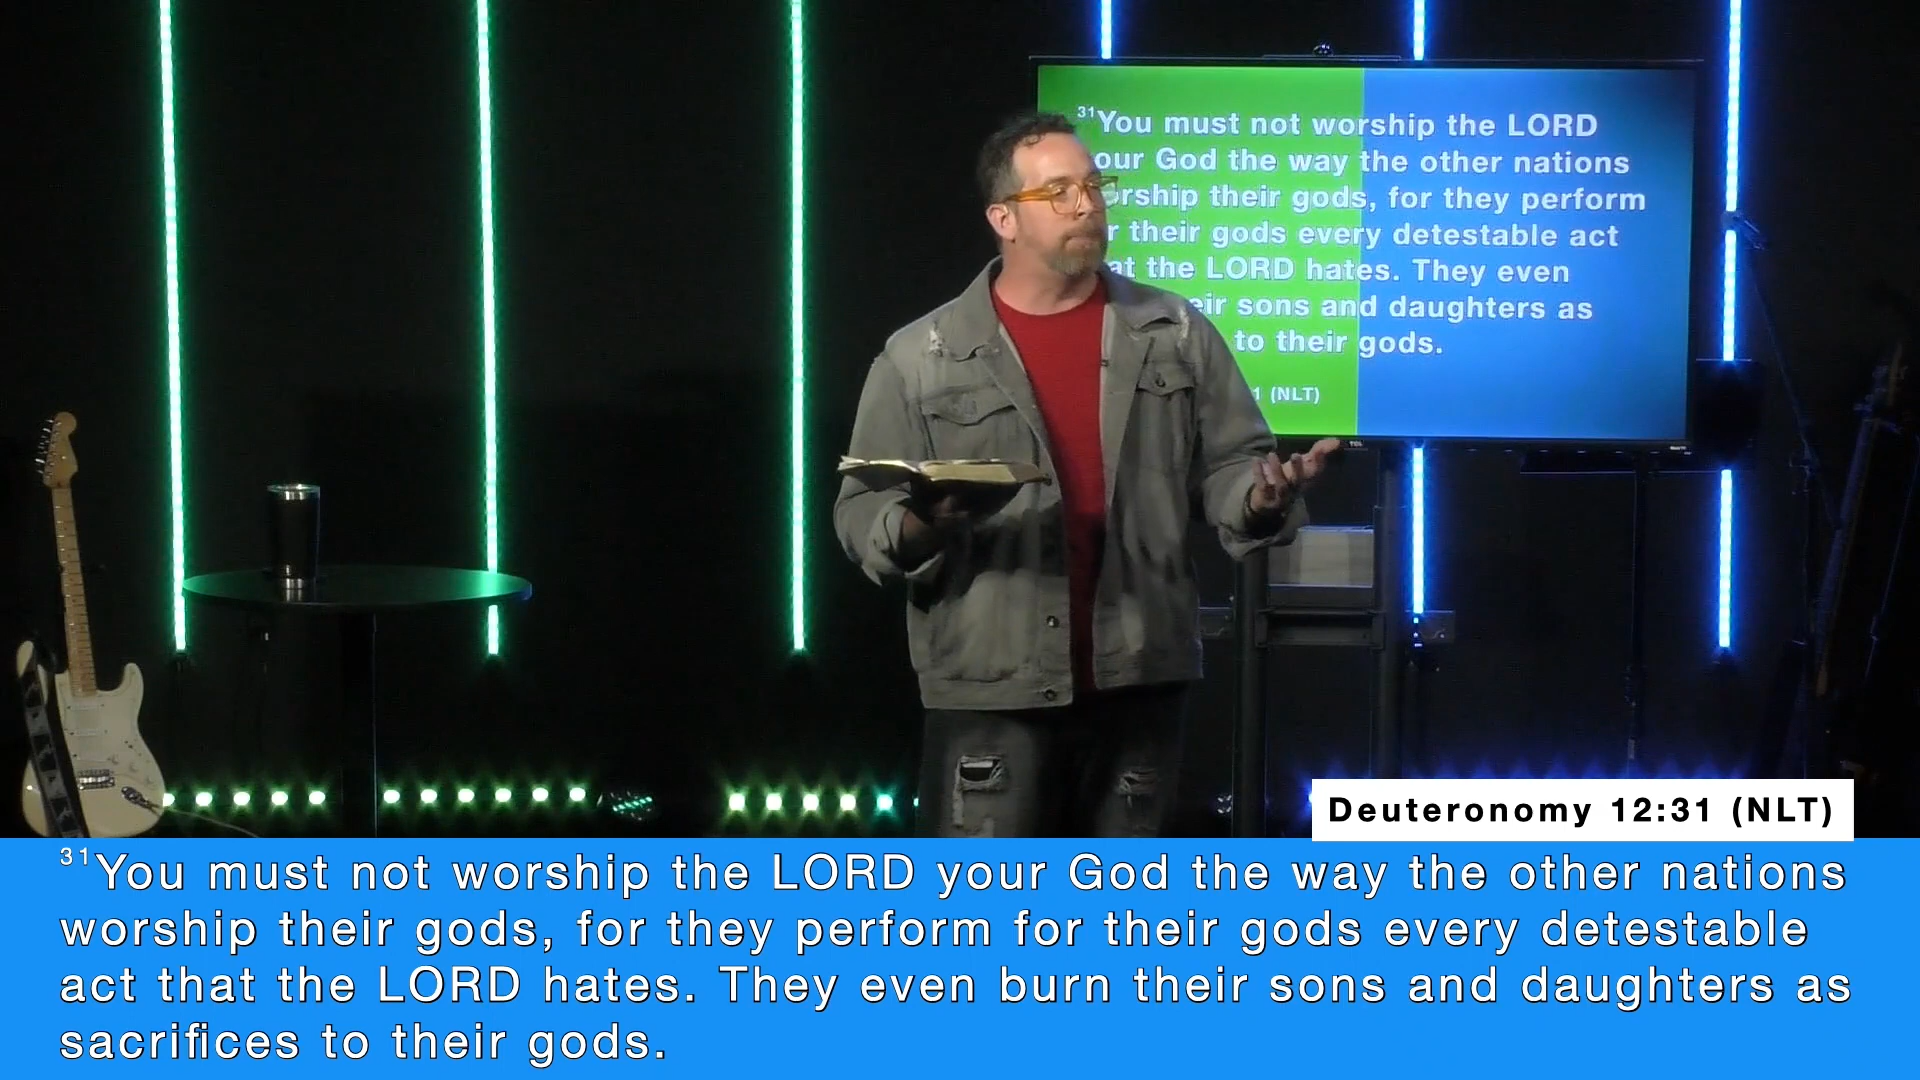 31You must not worship the LORD
our God the way the other nations
rship their gods, for they perform
r their gods every detestable act
at the LORD hates. They even
eir sons and daughters as
to their gods.
1 (NLT)
TCL
Deuteronomy 12:31 (NLT)
31You must not worship the LORD your God the way the other nations
worship their gods, for they perform for their gods every detestable
act that the LORD hates. They even burn their sons and daughters as
sacrifices to their gods.